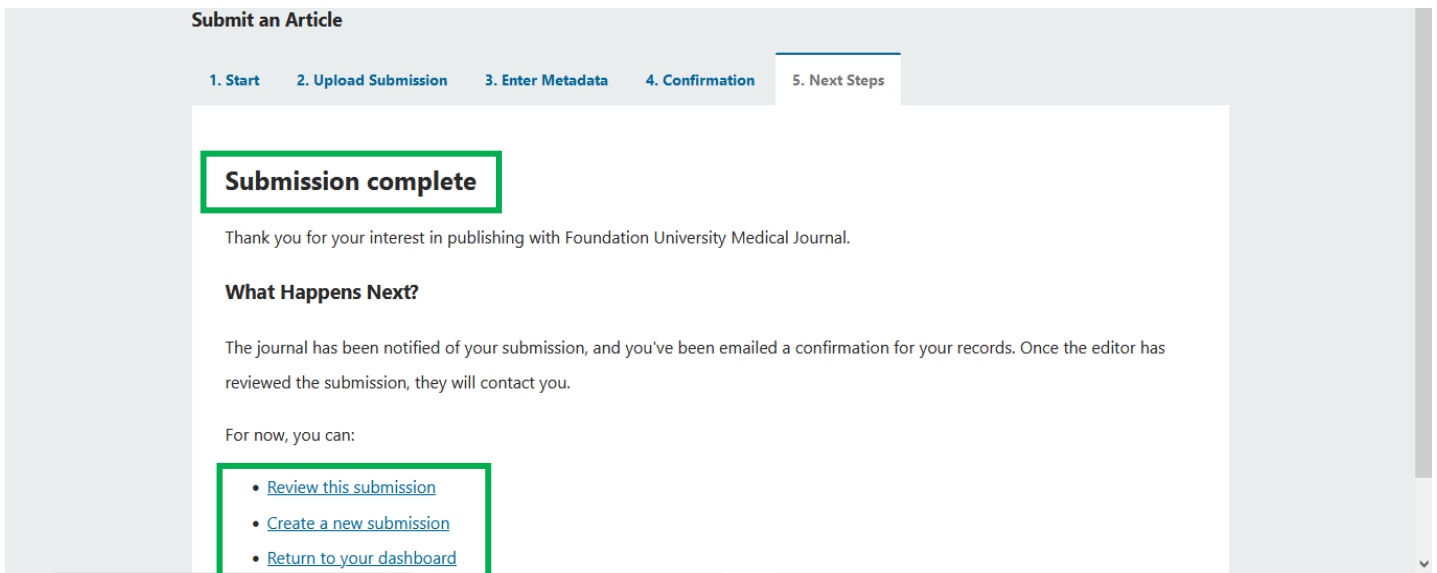 Submit an Article
1. Start 2. Upload Submission 3. Enter Metadata 4. Confirmation 5. Next Steps
Submission complete
Thank you for your interest in publishing with Foundation University Medical Journal.
What Happens Next?
The journal has been notified of your submission, and you've been emailed a confirmation for your records. Once the editor has
reviewed the submission, they will contact you.
For now, you can:
• Review this submission
• Create a new submission
• Return to your dashboard